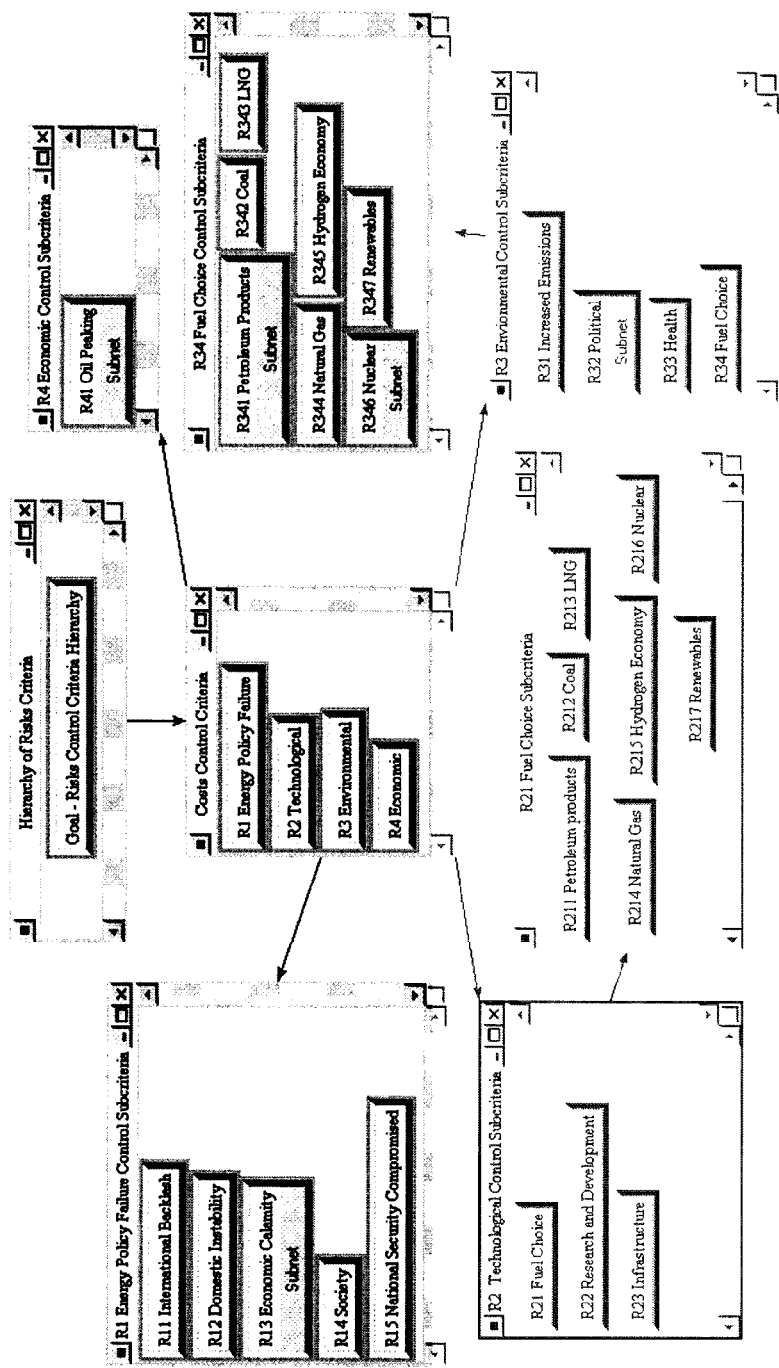 Hierarchy of Risks Criteria
Goal - Risks Control Criteria Hierarchy
R1 Energy Policy Failure Control Subcriteria
R11 International Backlash
R12 Domestic Instability
R13 Economic Calamity
Subnet
R14 Society
R15 National Security Compromised
Costs Control Criteria
R1 Energy Policy Failure
R2 Technological
R3 Environmental
R4 Economic
R4 Economic Control Subcriteria
R41 Oil Peaking
Subnet
R34 Fuel Choice Control Subcriteria
R341 Petroleum Products
Subnet
R342 Coal
R343 LNG
R344 Natural Gas
R345 Hydrogen Economy
R346 Nuclear
Subnet
R347 Renewables
R2 Technological Control Subcriteria
R21 Fuel Choice
R22 Research and Development
R23 Infrastructure
R21 Fuel Choice Subcriteria
R211 Petroleum products
R212 Coal
R213 LNG
R214 Natural Gas
R215 Hydrogen Economy
R216 Nuclear
R217 Renewables
R3 Envionmental Control Subcriteria
R31 Increased Emissions
R32 Political
Subnet
R33 Health
R34 Fuel Choice